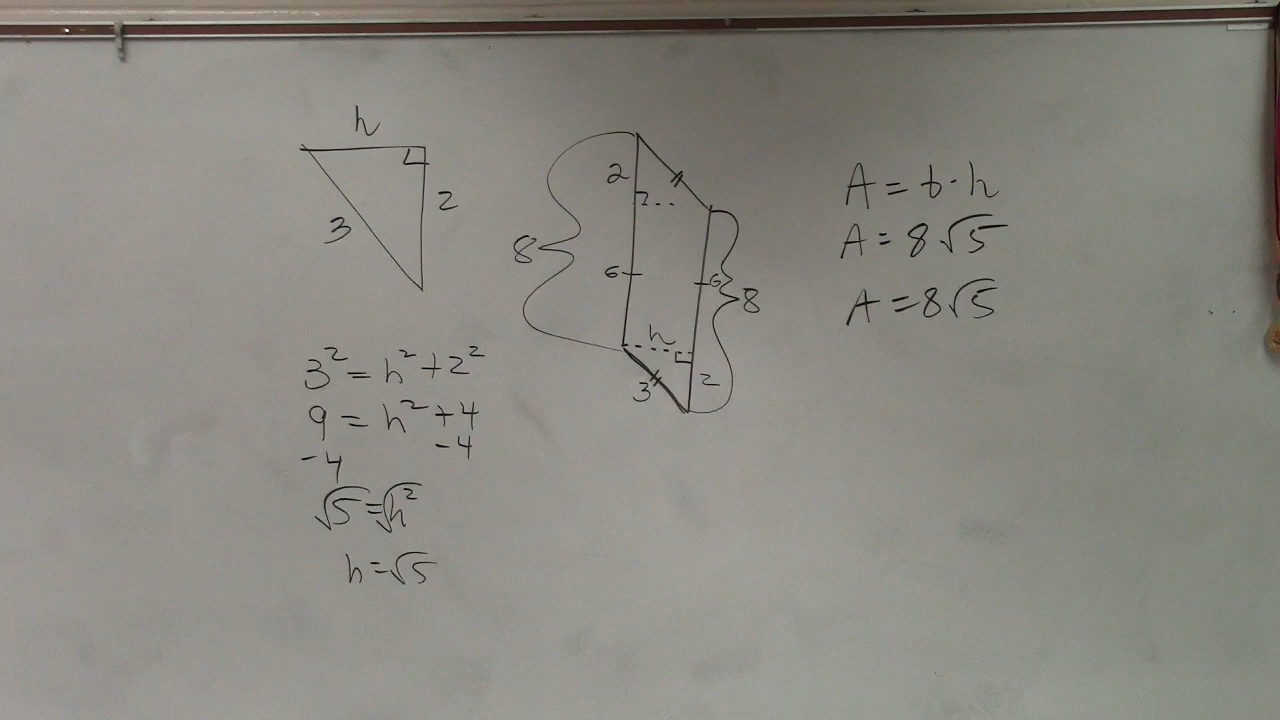 h
3
2
3² = h² + 2²
9 = h² + 4
-4 -4
√5 = √h²
h = √5
2
8
6
6
8
h
3
2
A = b·h
A = 8√5
A = 8√5